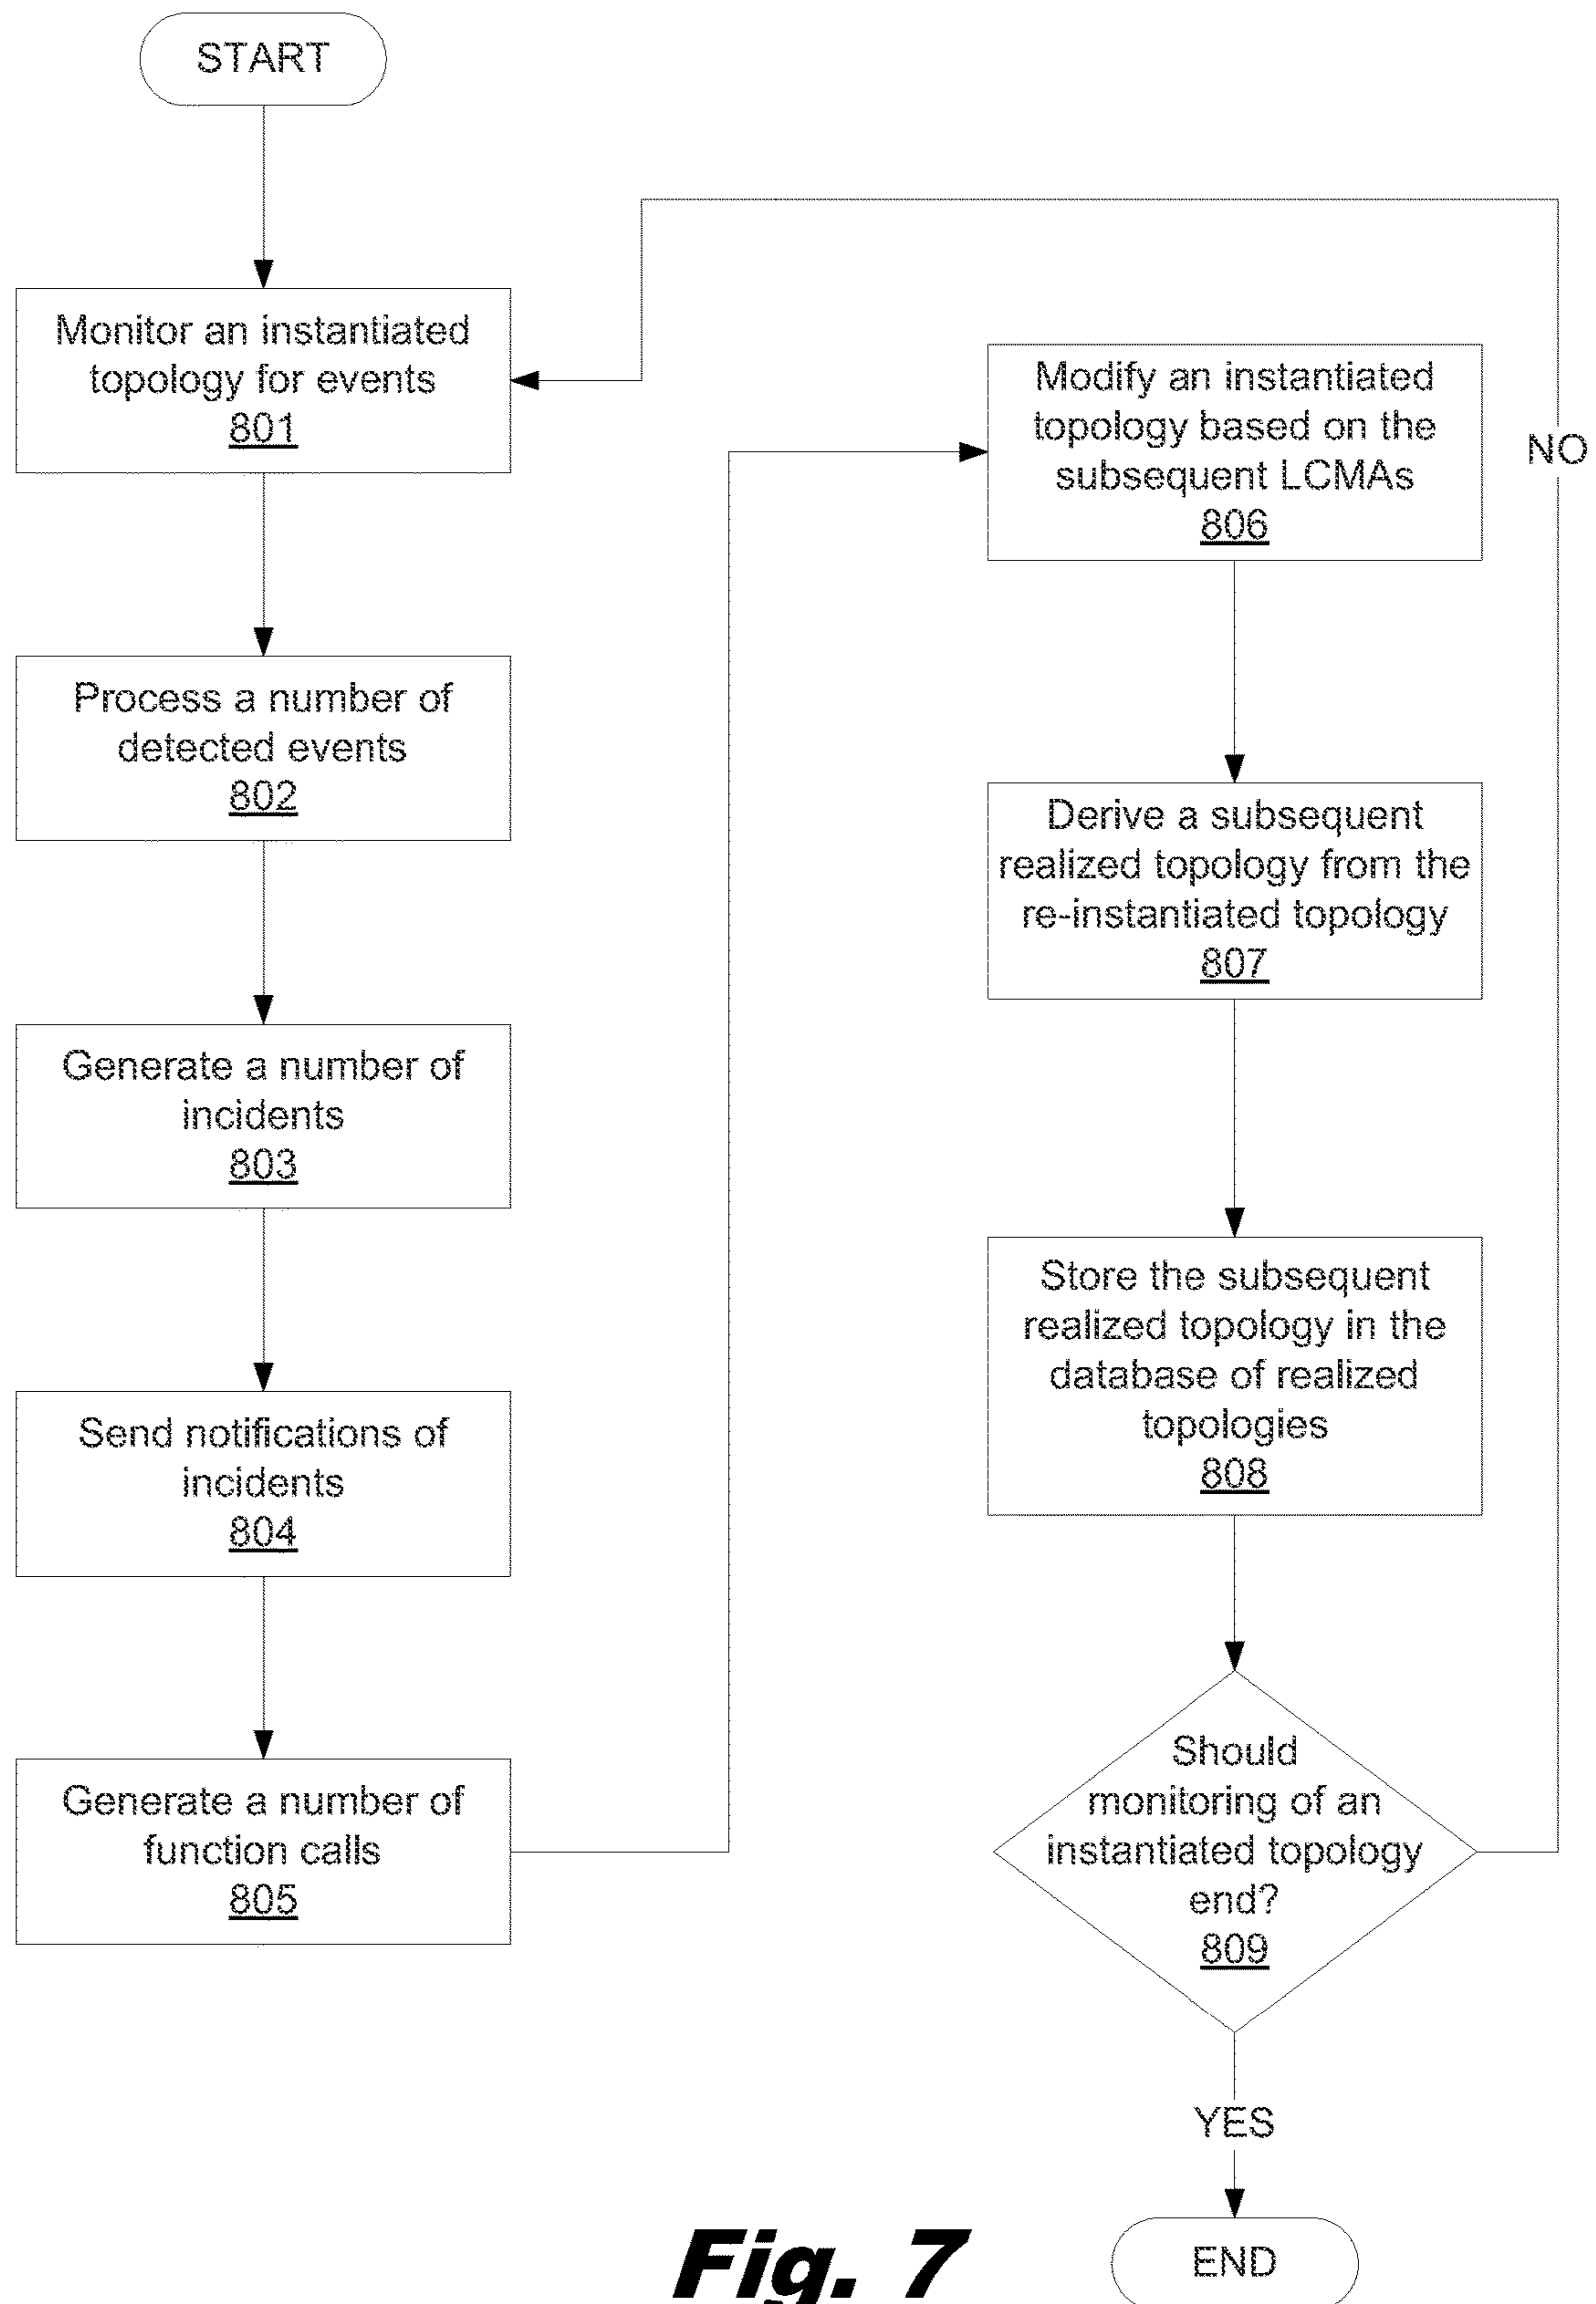 START
Monitor an instantiated
topology for events
801
Process a number of
detected events
802
Generate a number of
incidents
803
Send notifications of
incidents
804
Generate a number of
function calls
805
Modify an instantiated
topology based on the
subsequent LCMAs
806
NO
Derive a subsequent
realized topology from the
re-instantiated topology
807
Store the subsequent
realized topology in the
database of realized
topologies
808
Should
monitoring of an
instantiated topology
end?
809
YES
END
Fig. 7